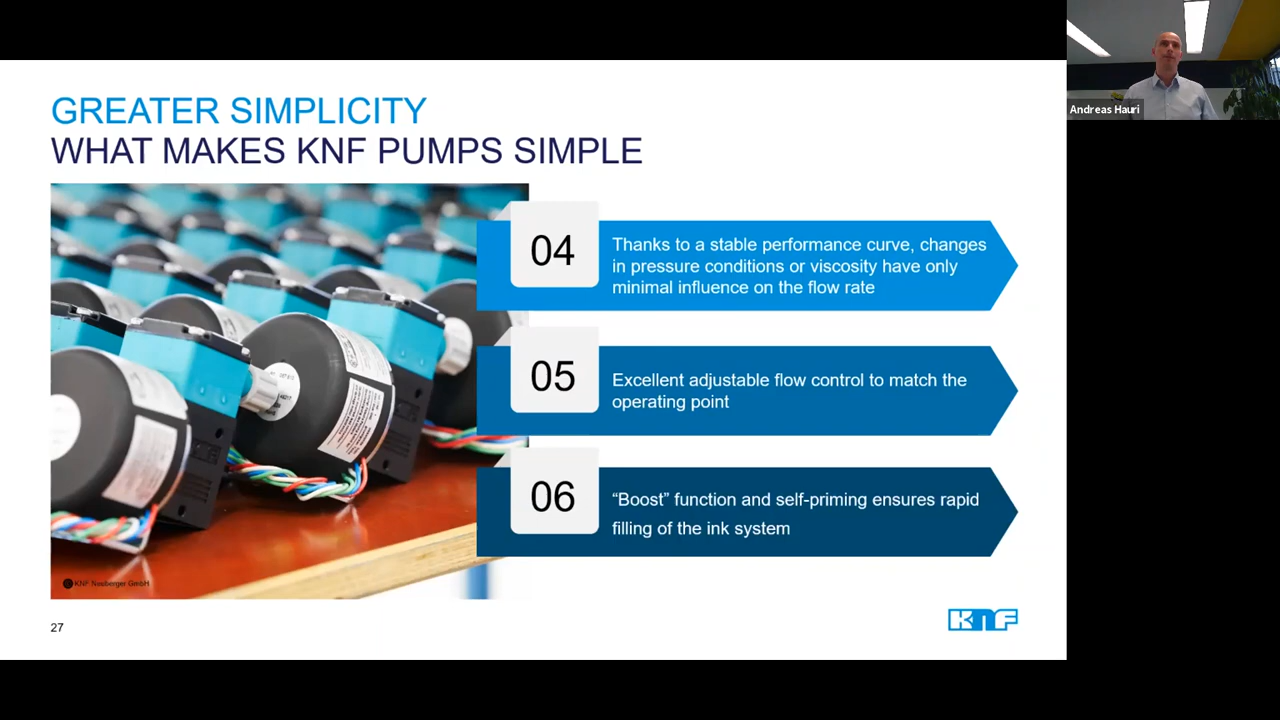 Andreas Hauri
GREATER SIMPLICITY
WHAT MAKES KNF PUMPS SIMPLE
04
Thanks to a stable performance curve, changes
in pressure conditions or viscosity have only
minimal influence on the flow rate
05
Excellent adjustable flow control to match the
operating point
06
“Boost” function and self-priming ensures rapid
filling of the ink system
KNF Neuberger GmbH
27
KNF